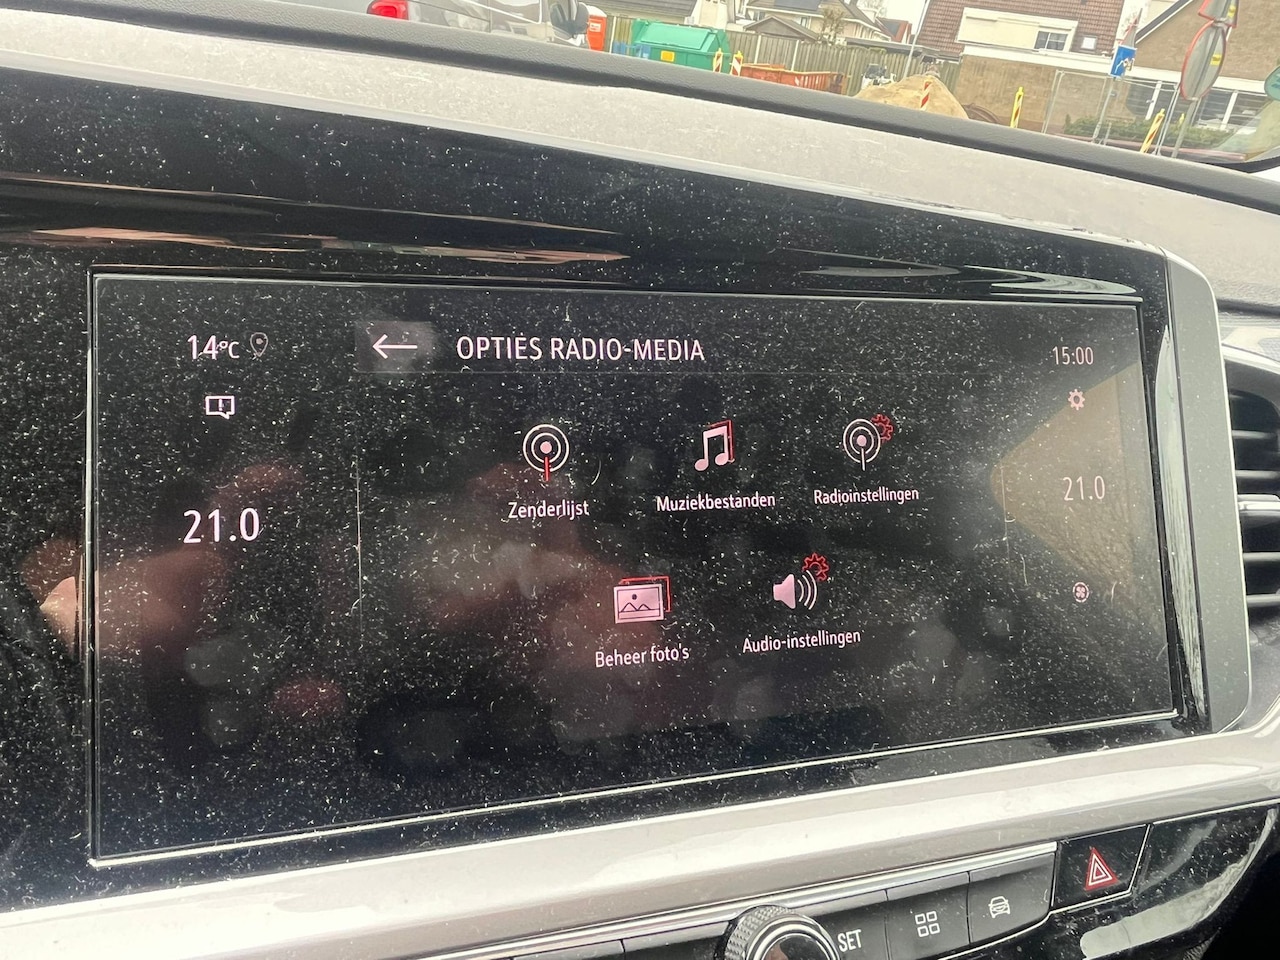 14°C
OPTIES RADIO-MEDIA
15:00
Zenderlijst
Muziekbestanden
Radioinstellingen
21.0
21.0
Beheer foto's
Audio-instellingen
SET